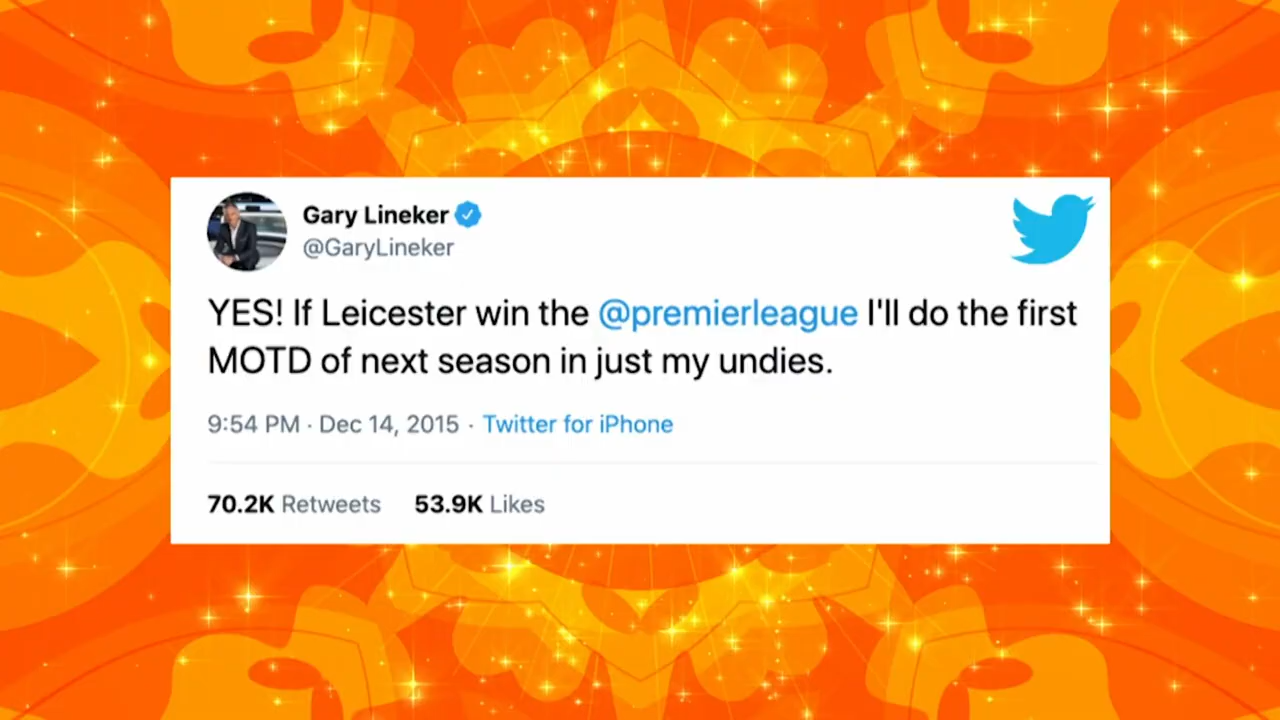 Gary Lineker
@GaryLineker
YES! If Leicester win the @premierleague I'll do the first
MOTD of next season in just my undies.
9:54 PM · Dec 14, 2015 · Twitter for iPhone
70.2K Retweets 53.9K Likes